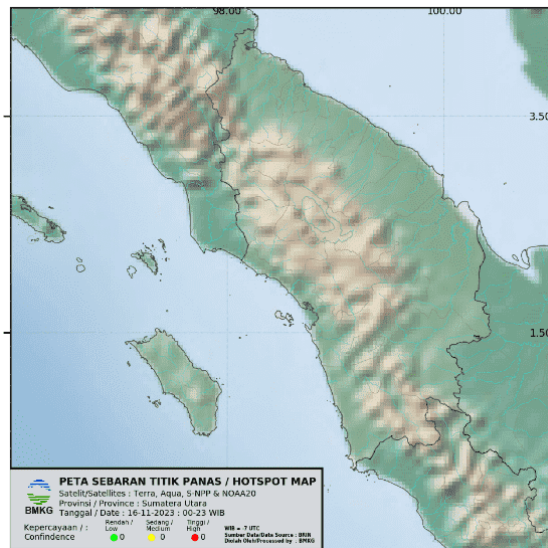 98.00 100.00
3.50
1.50
PETA SEBARAN TITIK PANAS / HOTSPOT MAP
Satelit/Satellites : Terra, Aqua, S-NPP & NOAA20
Provinsi / Province : Sumatera Utara
Tanggal / Date : 16-11-2023 : 00-23 WIB
BMKG
Kepercayaan / : Confindence
Rendah / Low 0
Sedang / Medium 0
Tinggi / High 0
WIB = -7 UTC
Sumber Data/Data Source : BRIN
Diolah Oleh/Processed by : BMKG